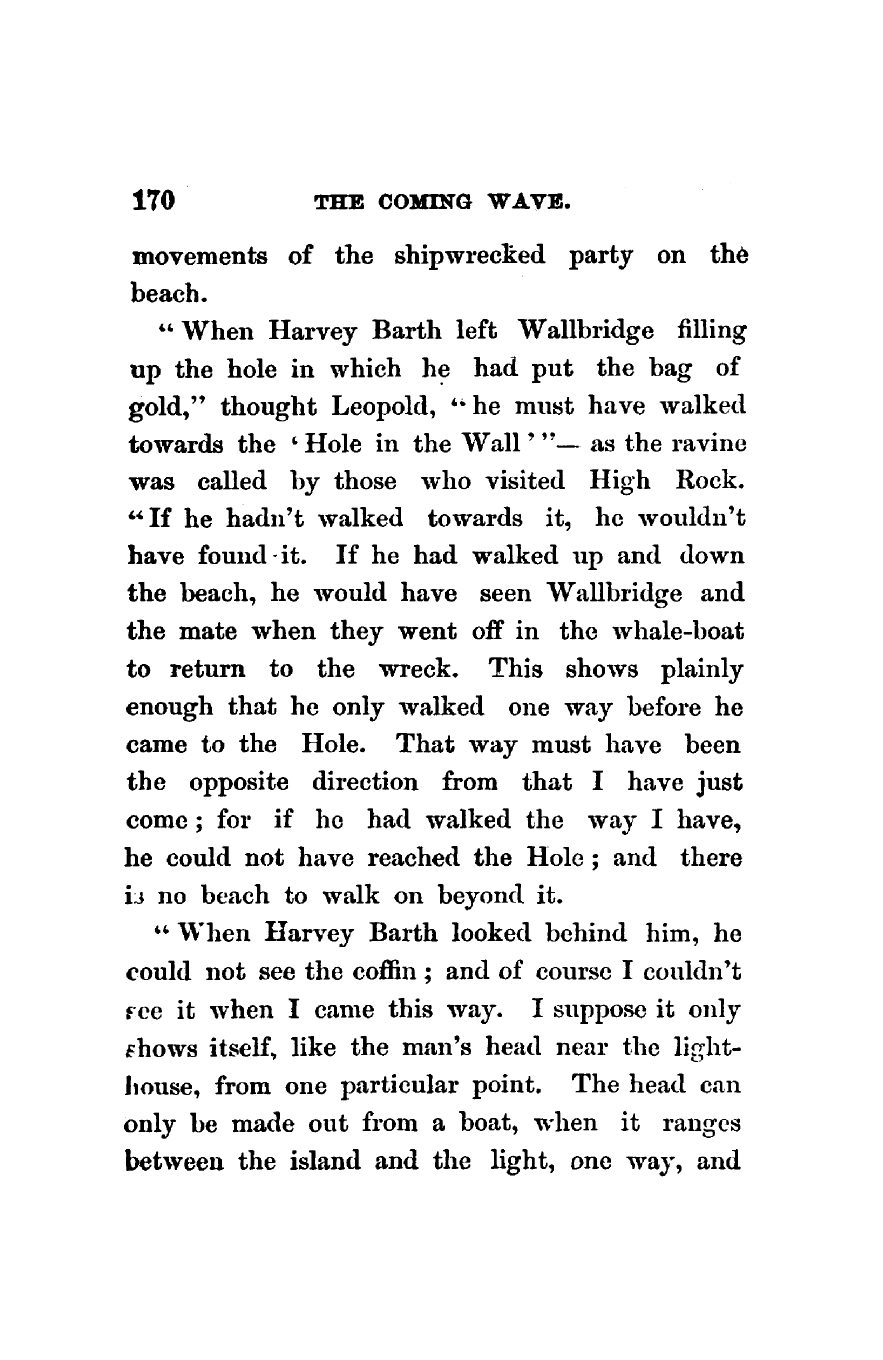 170 THE COMING WAVE.
movements of the shipwrecked party on the
beach.
"When Harvey Barth left Wallbridge filling
up the hole in which he had put the bag of
gold," thought Leopold, "he must have walked
towards the 'Hole in the Wall'"— as the ravine
was called by those who visited High Rock.
"If he hadn't walked towards it, he wouldn't
have found it. If he had walked up and down
the beach, he would have seen Wallbridge and
the mate when they went off in the whale-boat
to return to the wreck. This shows plainly
enough that he only walked one way before he
came to the Hole. That way must have been
the opposite direction from that I have just
come; for if he had walked the way I have,
he could not have reached the Hole; and there
is no beach to walk on beyond it.
"When Harvey Barth looked behind him, he
could not see the coffin; and of course I couldn't
see it when I came this way. I suppose it only
shows itself, like the man's head near the light-
house, from one particular point. The head can
only be made out from a boat, when it ranges
between the island and the light, one way, and